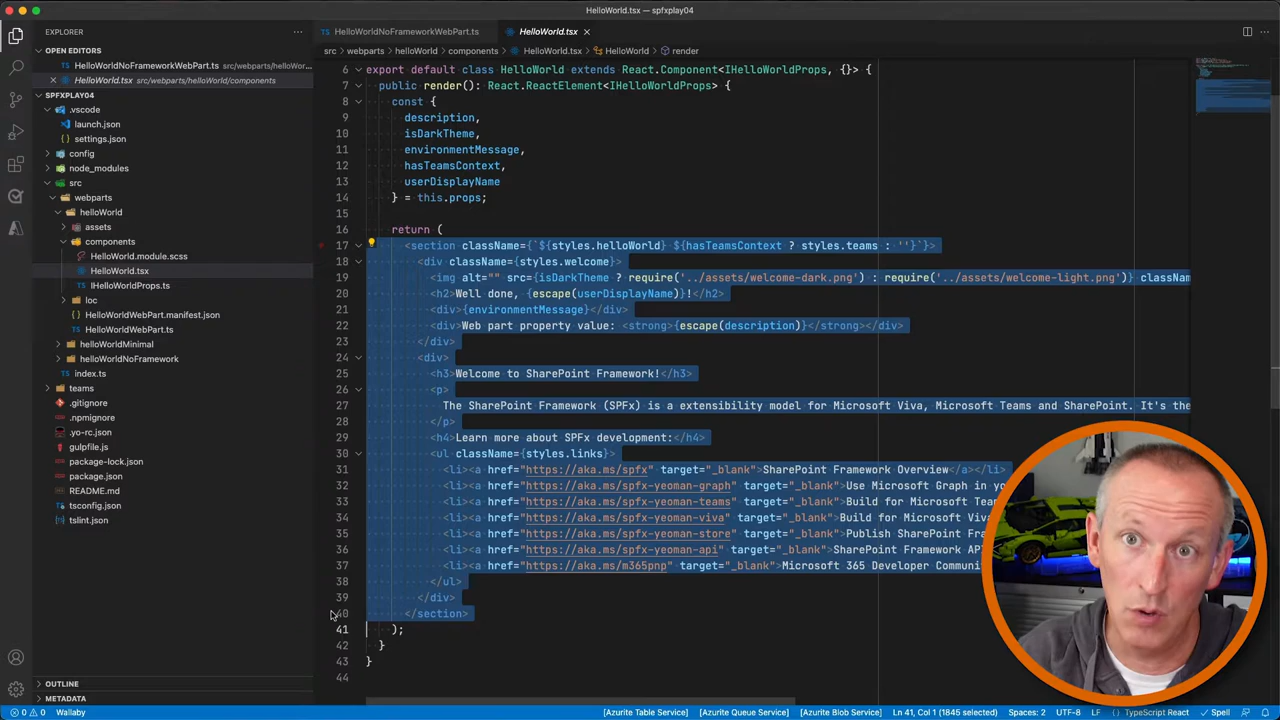 HelloWorld.tsx — spfxplay04
EXPLORER
OPEN EDITORS
HelloWorldNoFrameworkWebPart.ts src/webparts/helloWor...
HelloWorld.tsx src/webparts/helloWorld/components
SPFXPLAY04
.vscode
launch.json
settings.json
config
node_modules
src
webparts
helloWorld
assets
components
HelloWorld.module.scss
HelloWorld.tsx
IHelloWorldProps.ts
loc
HelloWorldWebPart.manifest.json
HelloWorldWebPart.ts
helloWorldMinimal
helloWorldNoFramework
index.ts
teams
.gitignore
.npmignore
.yo-rc.json
gulpfile.js
package-lock.json
package.json
README.md
tsconfig.json
tslint.json
OUTLINE
METADATA
HelloWorldNoFrameworkWebPart.ts
HelloWorld.tsx
src > webparts > helloWorld > components > HelloWorld.tsx > HelloWorld > render
6 export default class HelloWorld extends React.Component<IHelloWorldProps, {}> {
7 public render(): React.ReactElement<IHelloWorldProps> {
8 const {
9 description,
10 isDarkTheme,
11 environmentMessage,
12 hasTeamsContext,
13 userDisplayName
14 } = this.props;
15
16 return (
17 <section className={`${styles.helloWorld} ${hasTeamsContext ? styles.teams : ''}`}>
18 <div className={styles.welcome}>
19 <img alt="" src={isDarkTheme ? require('../assets/welcome-dark.png') : require('../assets/welcome-light.png')} classNam
20 <h2>Well done, {escape(userDisplayName)}!</h2>
21 <div>{environmentMessage}</div>
22 <div>Web part property value: <strong>{escape(description)}</strong></div>
23 </div>
24 <div>
25 <h3>Welcome to SharePoint Framework!</h3>
26 <p>
27 The SharePoint Framework (SPFx) is a extensibility model for Microsoft Viva, Microsoft Teams and SharePoint. It's the
28 </p>
29 <h4>Learn more about SPFx development:</h4>
30 <ul className={styles.links}>
31 <li><a href="https://aka.ms/spfx" target="_blank">SharePoint Framework Overview</a></li>
32 <li><a href="https://aka.ms/spfx-yeoman-graph" target="_blank">Use Microsoft Graph in yo
33 <li><a href="https://aka.ms/spfx-yeoman-teams" target="_blank">Build for Microsoft Team
34 <li><a href="https://aka.ms/spfx-yeoman-viva" target="_blank">Build for Microsoft Viva
35 <li><a href="https://aka.ms/spfx-yeoman-store" target="_blank">Publish SharePoint Fram
36 <li><a href="https://aka.ms/spfx-yeoman-api" target="_blank">SharePoint Framework AP
37 <li><a href="https://aka.ms/m365pnp" target="_blank">Microsoft 365 Developer Commun
38 </ul>
39 </div>
40 </section>
41 );
42 }
43 }
44
0 0 Wallaby [Azurite Table Service] [Azurite Queue Service] [Azurite Blob Service] Ln 41, Col 1 (1845 selected) Spaces: 2 UTF-8 LF TypeScript React Spell